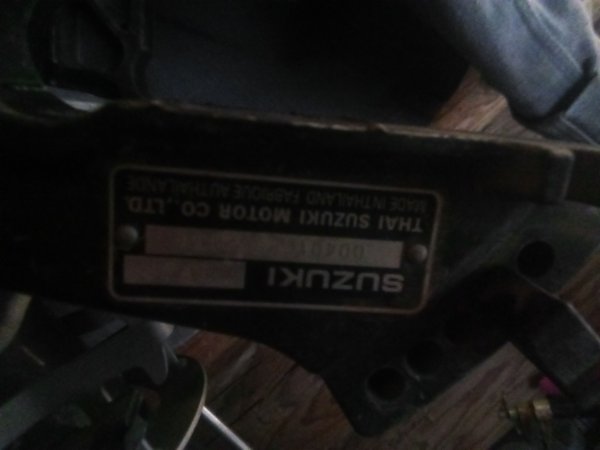 SUZUKI
THAI SUZUKI MOTOR CO.,LTD.
MADE IN THAILAND FABRIQUE AU THAILANDE